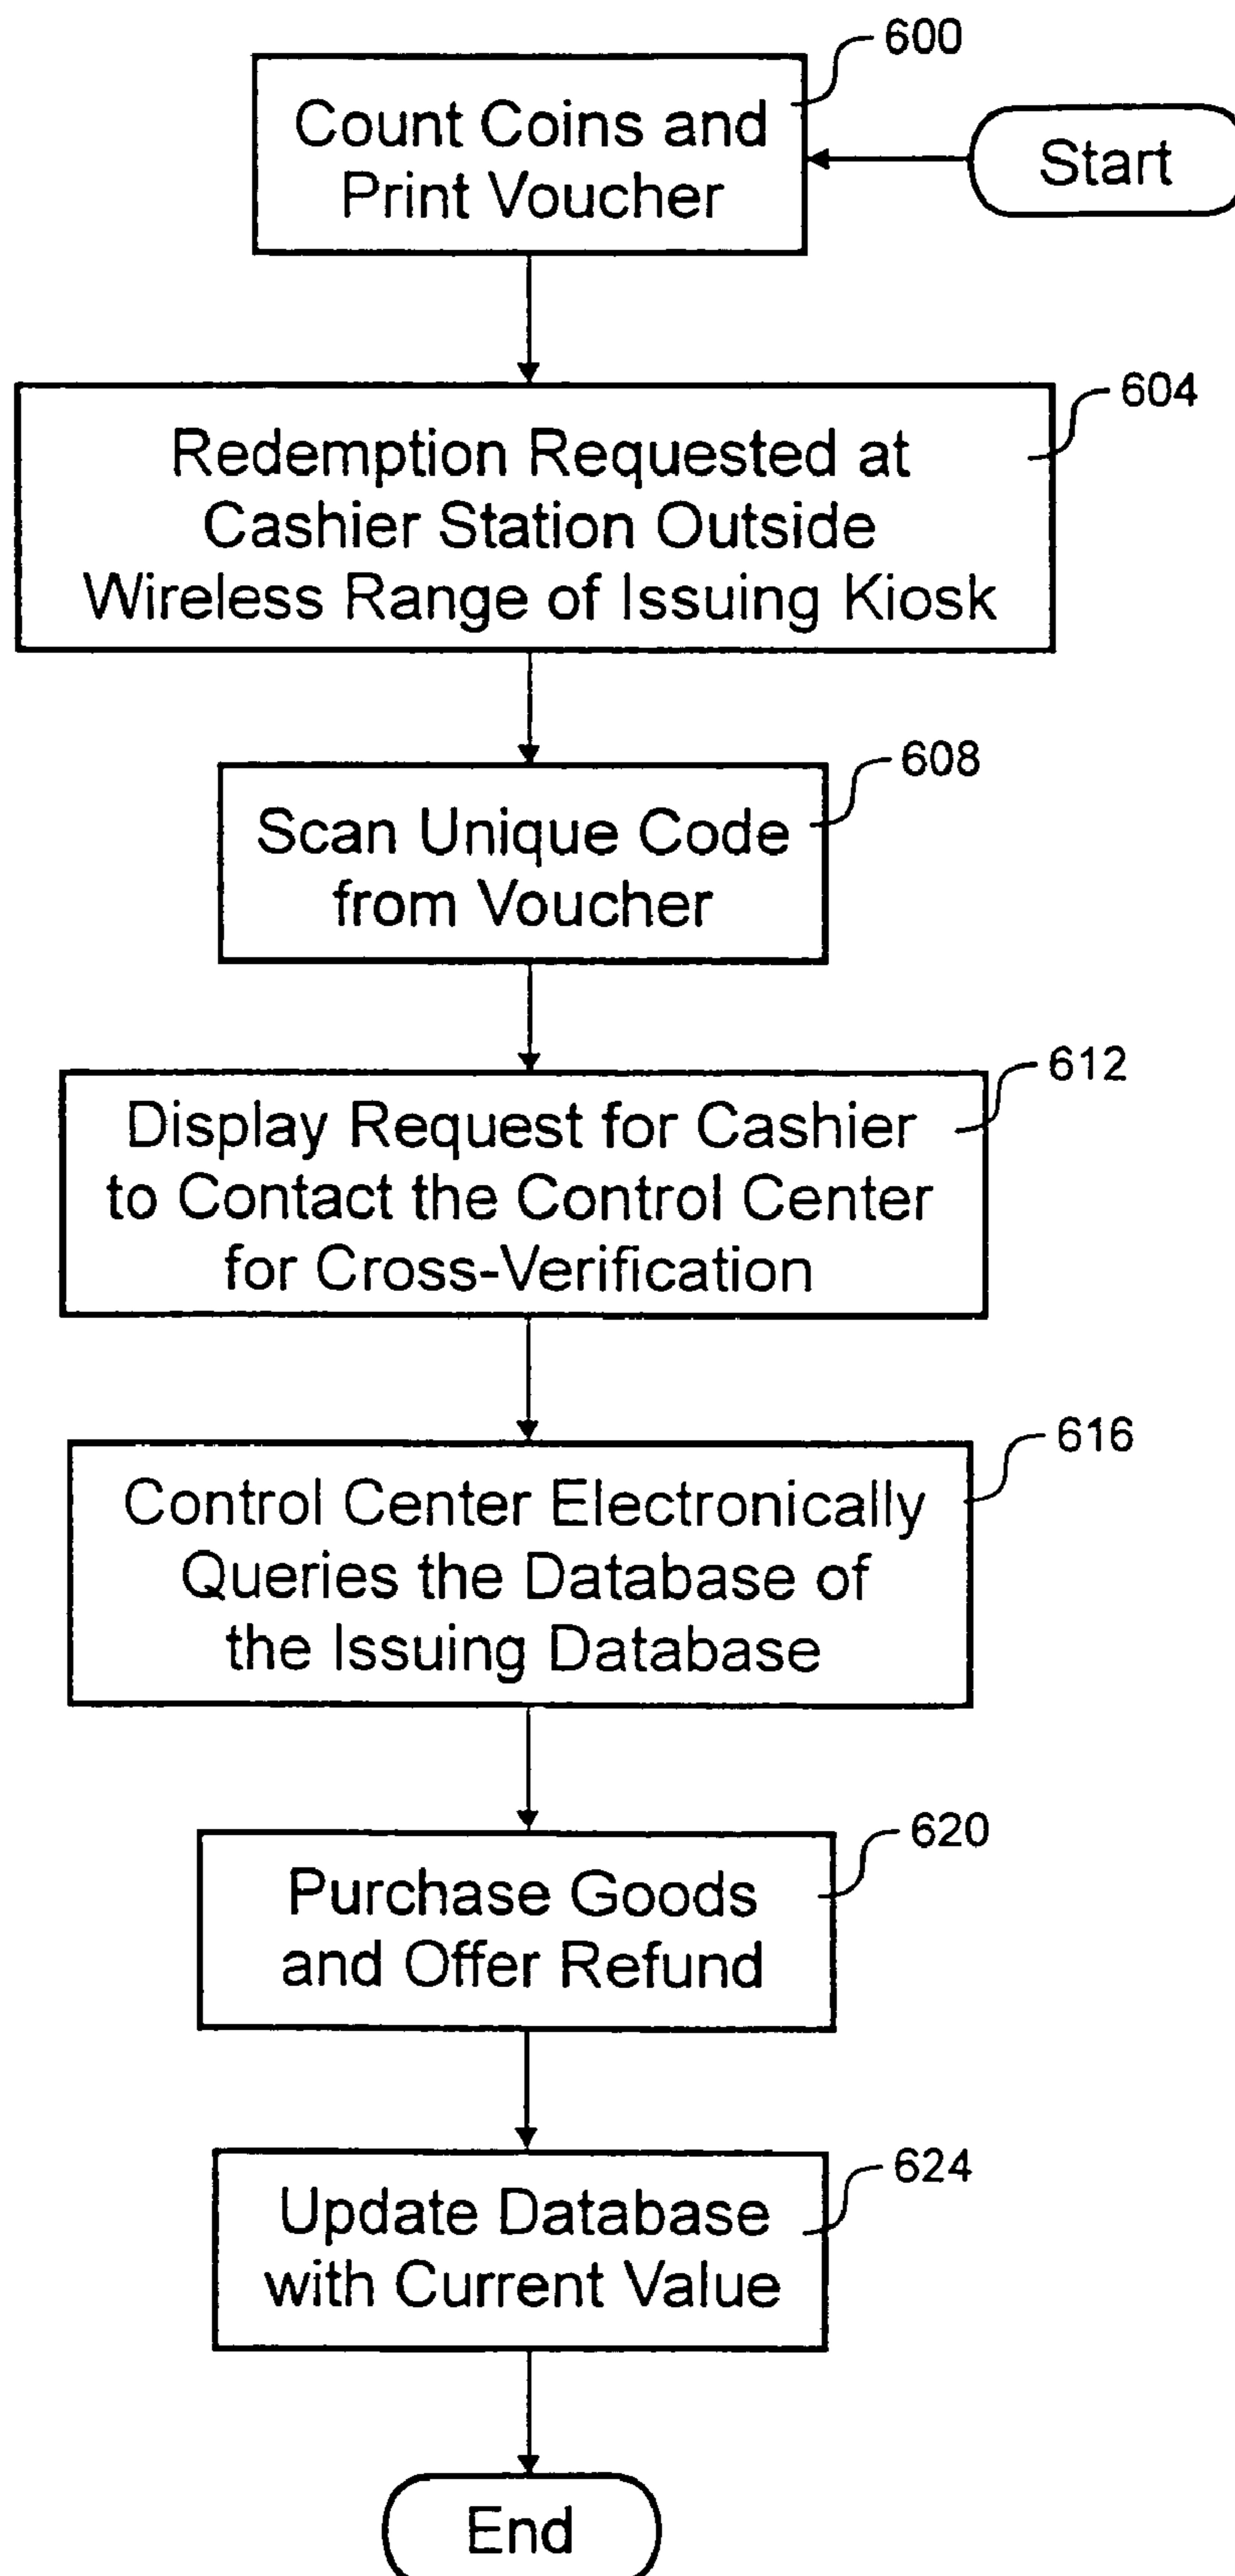 600
Count Coins and
Print Voucher
Start
604
Redemption Requested at
Cashier Station Outside
Wireless Range of Issuing Kiosk
608
Scan Unique Code
from Voucher
612
Display Request for Cashier
to Contact the Control Center
for Cross-Verification
616
Control Center Electronically
Queries the Database of
the Issuing Database
620
Purchase Goods
and Offer Refund
624
Update Database
with Current Value
End